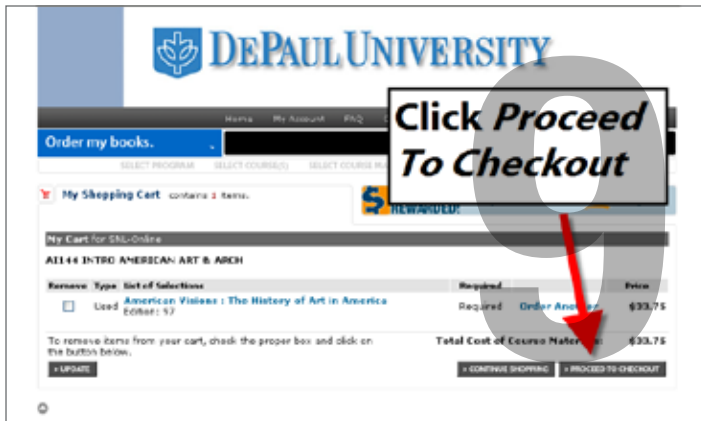 DEPAUL UNIVERSITY
9
Home My Account FAQ
Click Proceed
To Checkout
Order my books.
SELECT PROGRAM SELECT COURSE(S) SELECT COURSE
My Shopping Cart contains 1 items.
REWARDED!
My Cart for SNL-Online
AI144 INTRO AMERICAN ART & ARCH
Remove Type List of Selections Required Price
Used American Visions : The History of Art in America Required Order Another $33.75
Edition: 97
To remove items from your cart, check the proper box and click on
the button below.
Total Cost of Course Materials: $33.75
» UPDATE » CONTINUE SHOPPING » PROCEED TO CHECKOUT